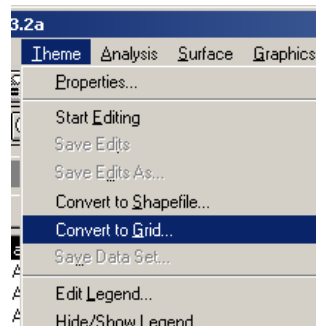 3.2a
Theme Analysis Surface Graphics
Properties...
Start Editing
Save Edits
Save Edits As...
Convert to Shapefile...
Convert to Grid...
Save Data Set...
Edit Legend...
Hide/Show Legend